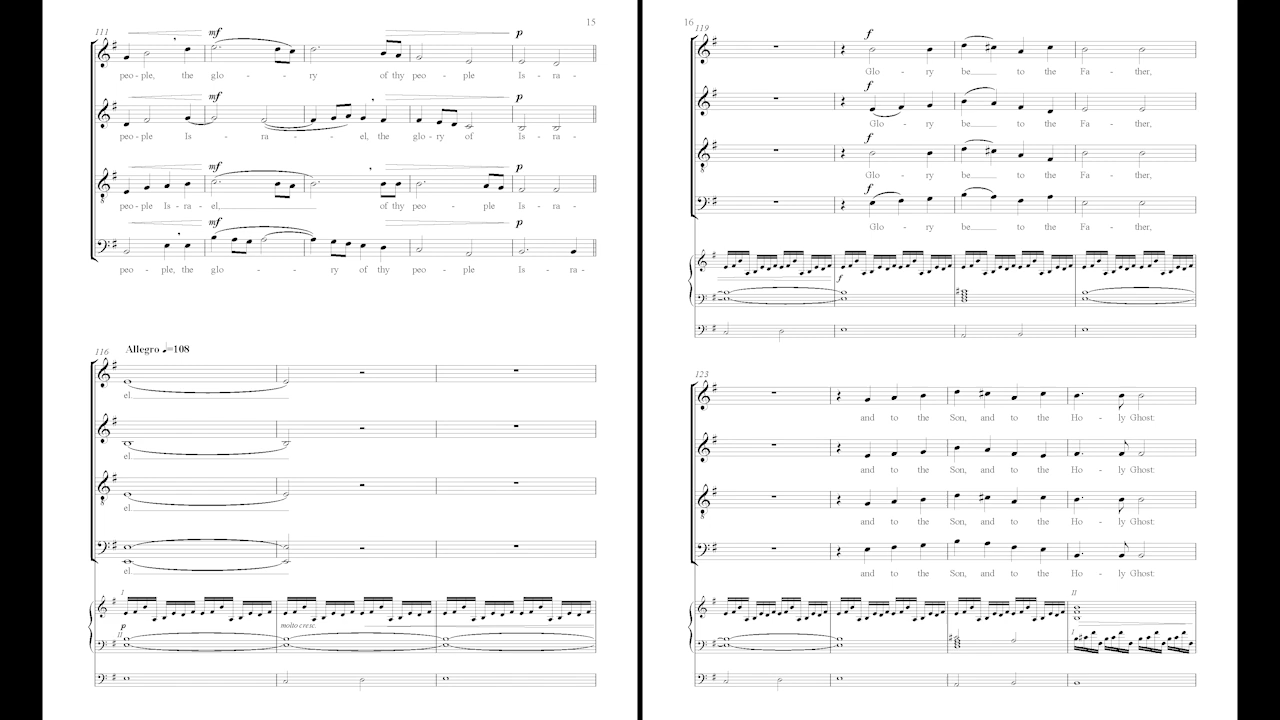 15
111
mf
peo - ple, the glo - - ry of thy peo - ple Is - ra -
p
mf
peo - ple Is - ra - el, the glo - ry of Is - ra -
p
mf
peo - ple Is - ra - el, of thy peo - ple Is - ra -
p
mf
peo - ple, the glo - - ry of thy peo - ple Is - ra -
p
116
Allegro ♩=108
el
el
el
el
I
p
molto cresc.
II
16
119
f
Glo - ry be to the Fa - ther,
f
Glo - ry be to the Fa - ther,
f
Glo - ry be to the Fa - ther,
f
Glo - ry be to the Fa - ther,
f
123
and to the Son, and to the Ho - ly Ghost:
and to the Son, and to the Ho - ly Ghost:
and to the Son, and to the Ho - ly Ghost:
and to the Son, and to the Ho - ly Ghost:
II
I